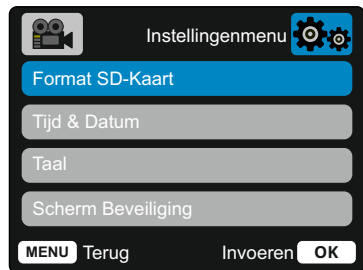 Instellingenmenu
Format SD-Kaart
Tijd & Datum
Taal
Scherm Beveiliging
MENU Terug Invoeren OK